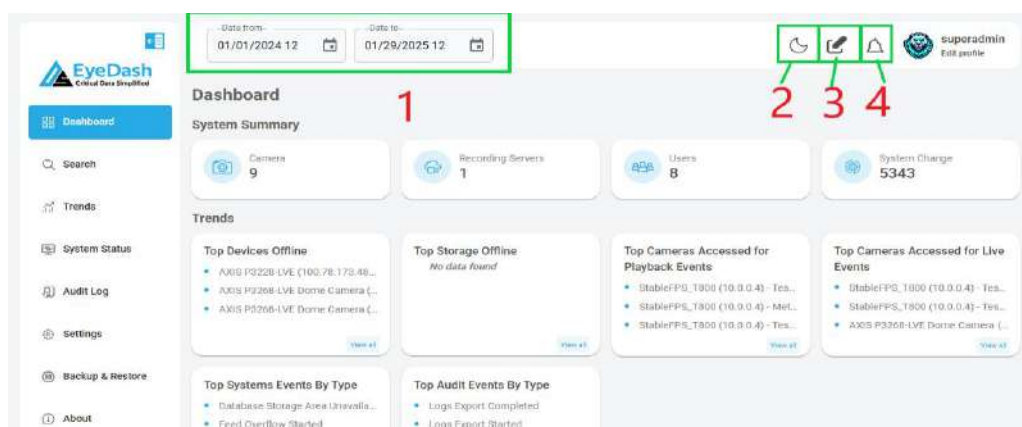 Date from
Date to
01/01/2024 12
01/29/2025 12
superadmin
Edit profile
EyeDash
Critical Data Simplified
1
2
3
4
Dashboard
Search
Trends
System Status
Audit Log
Settings
Backup & Restore
About
Dashboard
System Summary
Camera
9
Recording Servers
1
Users
8
System Change
5343
Trends
Top Devices Offline
AXIS P3228-LVE (100.78.173.48...
AXIS P3268-LVE Dome Camera (...
AXIS P3268-LVE Dome Camera (...
View all
Top Storage Offline
No data found
View all
Top Cameras Accessed for
Playback Events
StableFPS_T800 (10.0.0.4) - Tes...
StableFPS_T800 (10.0.0.4) - Met...
StableFPS_T800 (10.0.0.4) - Tes...
View all
Top Cameras Accessed for Live
Events
StableFPS_T800 (10.0.0.4) - Tes...
StableFPS_T800 (10.0.0.4) - Tes...
AXIS P3268-LVE Dome Camera (...
View all
Top Systems Events By Type
Database Storage Area Unavaila...
Feed Overflow Started
Top Audit Events By Type
Logs Export Completed
Logs Export Started